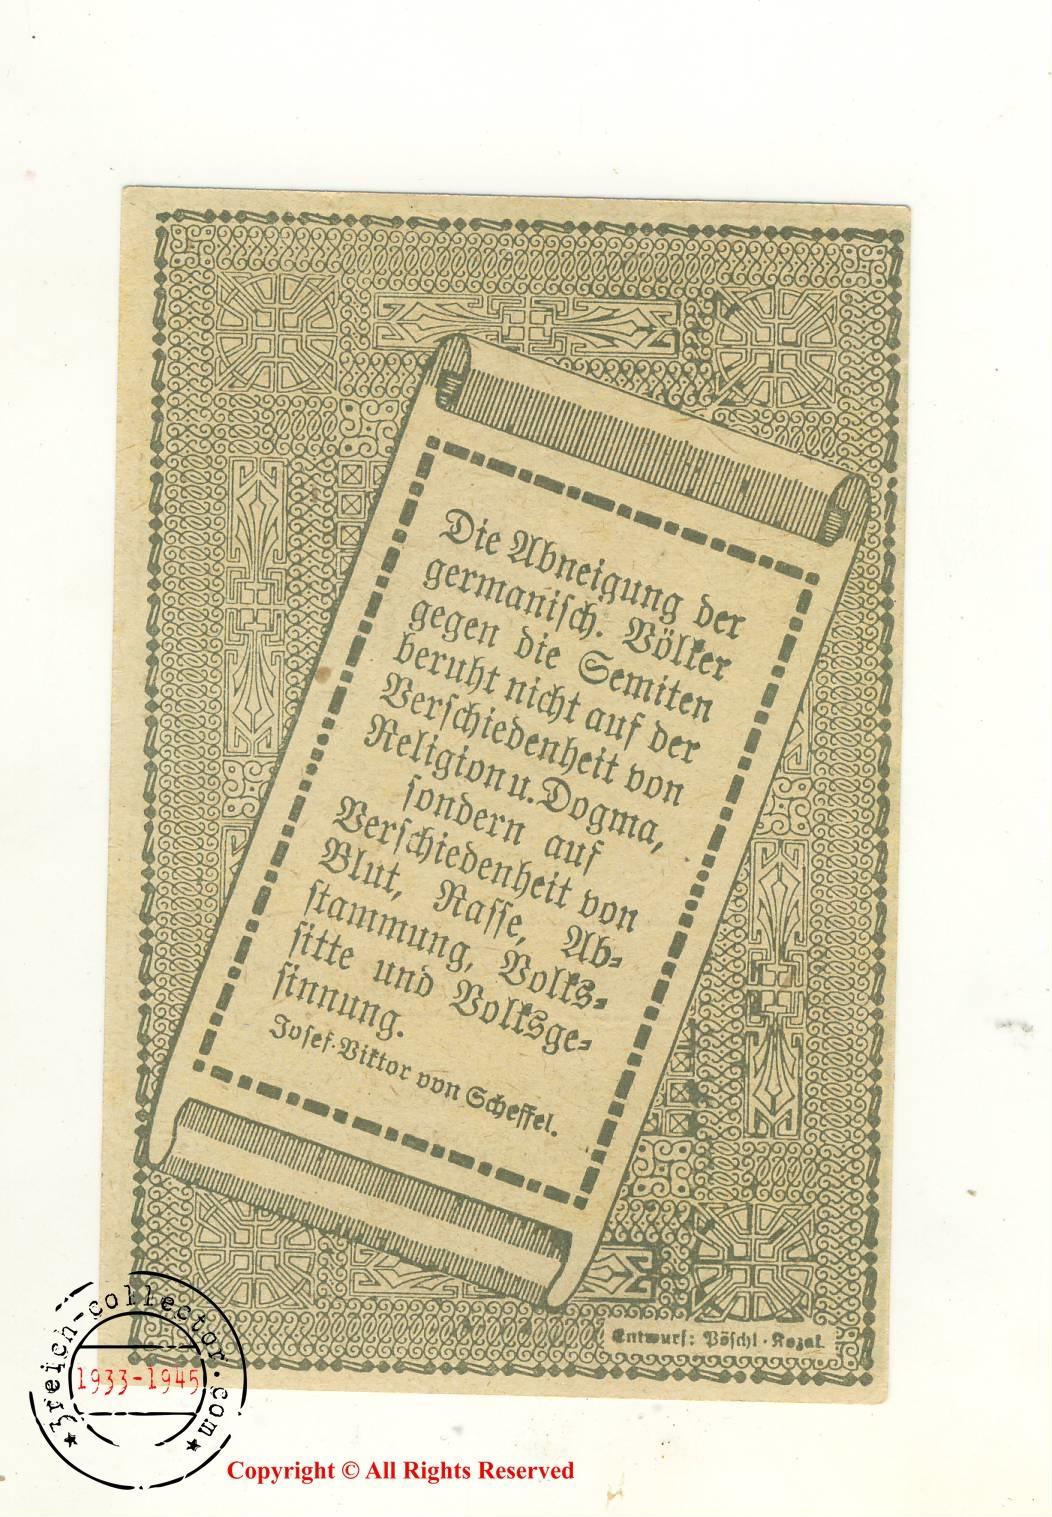 Die Abneigung der
germanisch. Völker
gegen die Semiten
beruht nicht auf der
Verschiedenheit von
Religion u. Dogma,
sondern auf
Verschiedenheit von
Blut, Rasse, Ab-
stammung, Volks-
sitte und Volksge-
sinnung.
Josef Viktor von Scheffel.
Entwurf: Pöschl - Kozel
3reich-collector.com
1933-1945
Copyright © All Rights Reserved